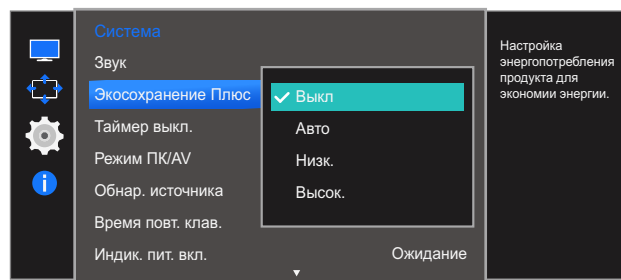 Система
Звук
Экосохранение Плюс
Выкл
Таймер выкл.
Авто
Режим ПК/AV
Низк.
Обнар. источника
Высок.
Время повт. клав.
Индик. пит. вкл.
Ожидание
Настройка
энергопотребления
продукта для
экономии энергии.